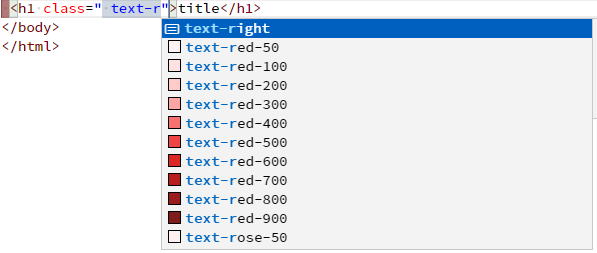 <h1 class=" text-r">title</h1>
</body>
</html>
text-right
text-red-50
text-red-100
text-red-200
text-red-300
text-red-400
text-red-500
text-red-600
text-red-700
text-red-800
text-red-900
text-rose-50